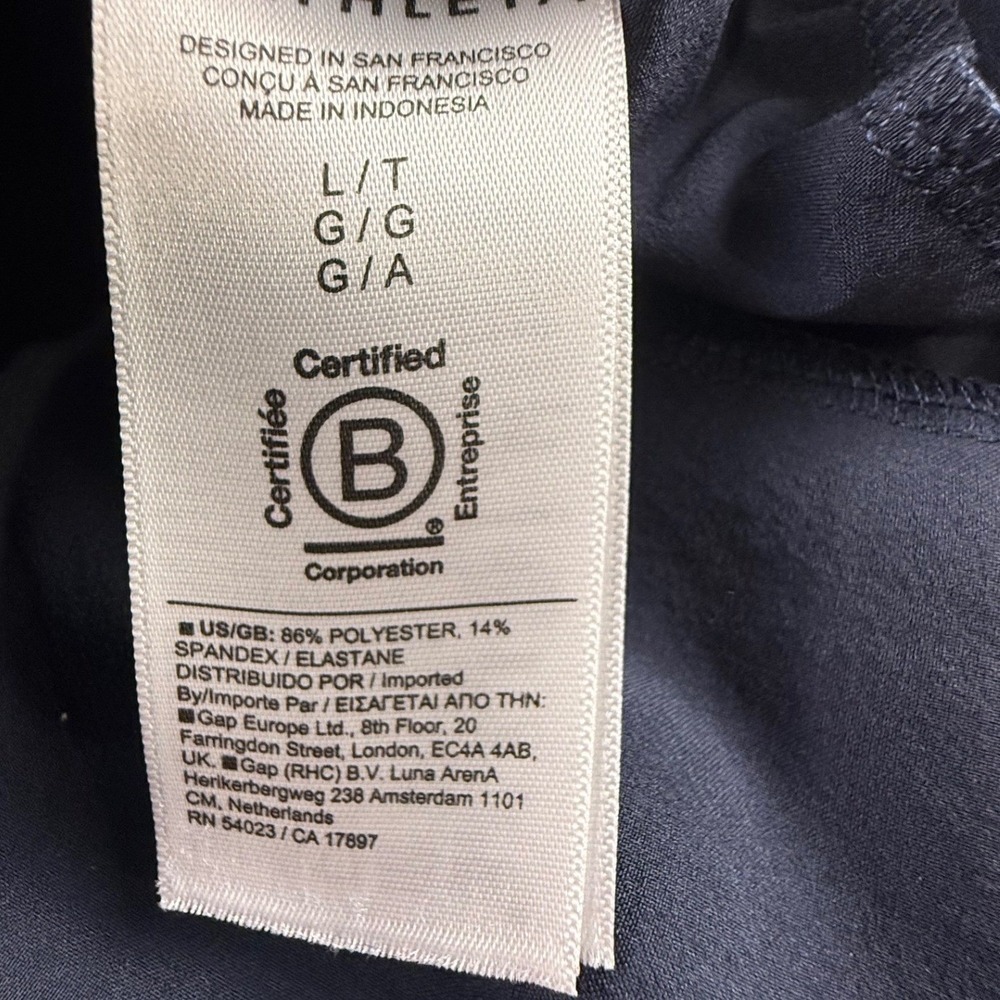 ATHLETA
DESIGNED IN SAN FRANCISCO
CONÇU À SAN FRANCISCO
MADE IN INDONESIA
L / T
G / G
G / A
Certified
Certifiée
B
Entreprise
®
Corporation
US/GB: 86% POLYESTER, 14%
SPANDEX / ELASTANE
DISTRIBUIDO POR / Imported
By/Importe Par / ΕΙΣΑΓΕΤΑΙ ΑΠΟ ΤΗΝ:
Gap Europe Ltd., 8th Floor, 20
Farringdon Street, London, EC4A 4AB,
UK. Gap (RHC) B.V. Luna ArenA
Herikerbergweg 238 Amsterdam 1101
CM, Netherlands
RN 54023 / CA 17897